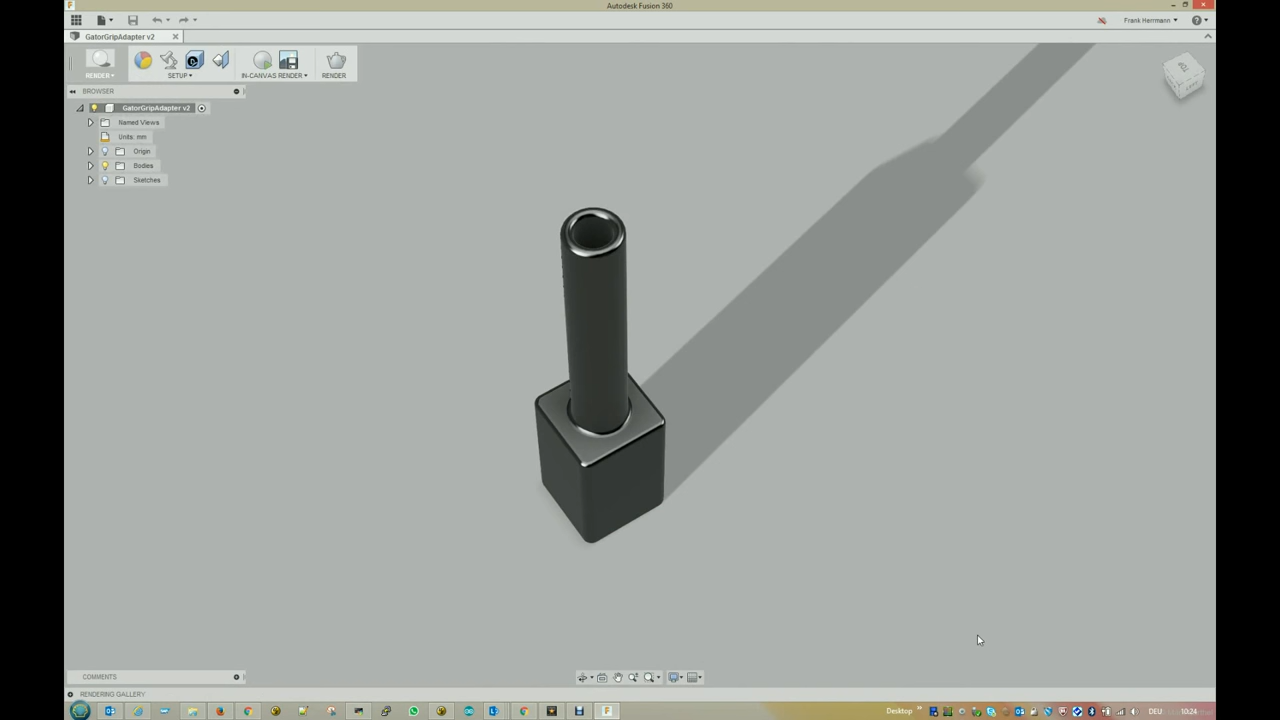 Autodesk Fusion 360
Frank Herrmann
GatorGripAdapter v2
RENDER
SETUP
IN-CANVAS RENDER
RENDER
BROWSER
GatorGripAdapter v2
Named Views
Units: mm
Origin
Bodies
Sketches
COMMENTS
RENDERING GALLERY
Desktop
DEU
10:24